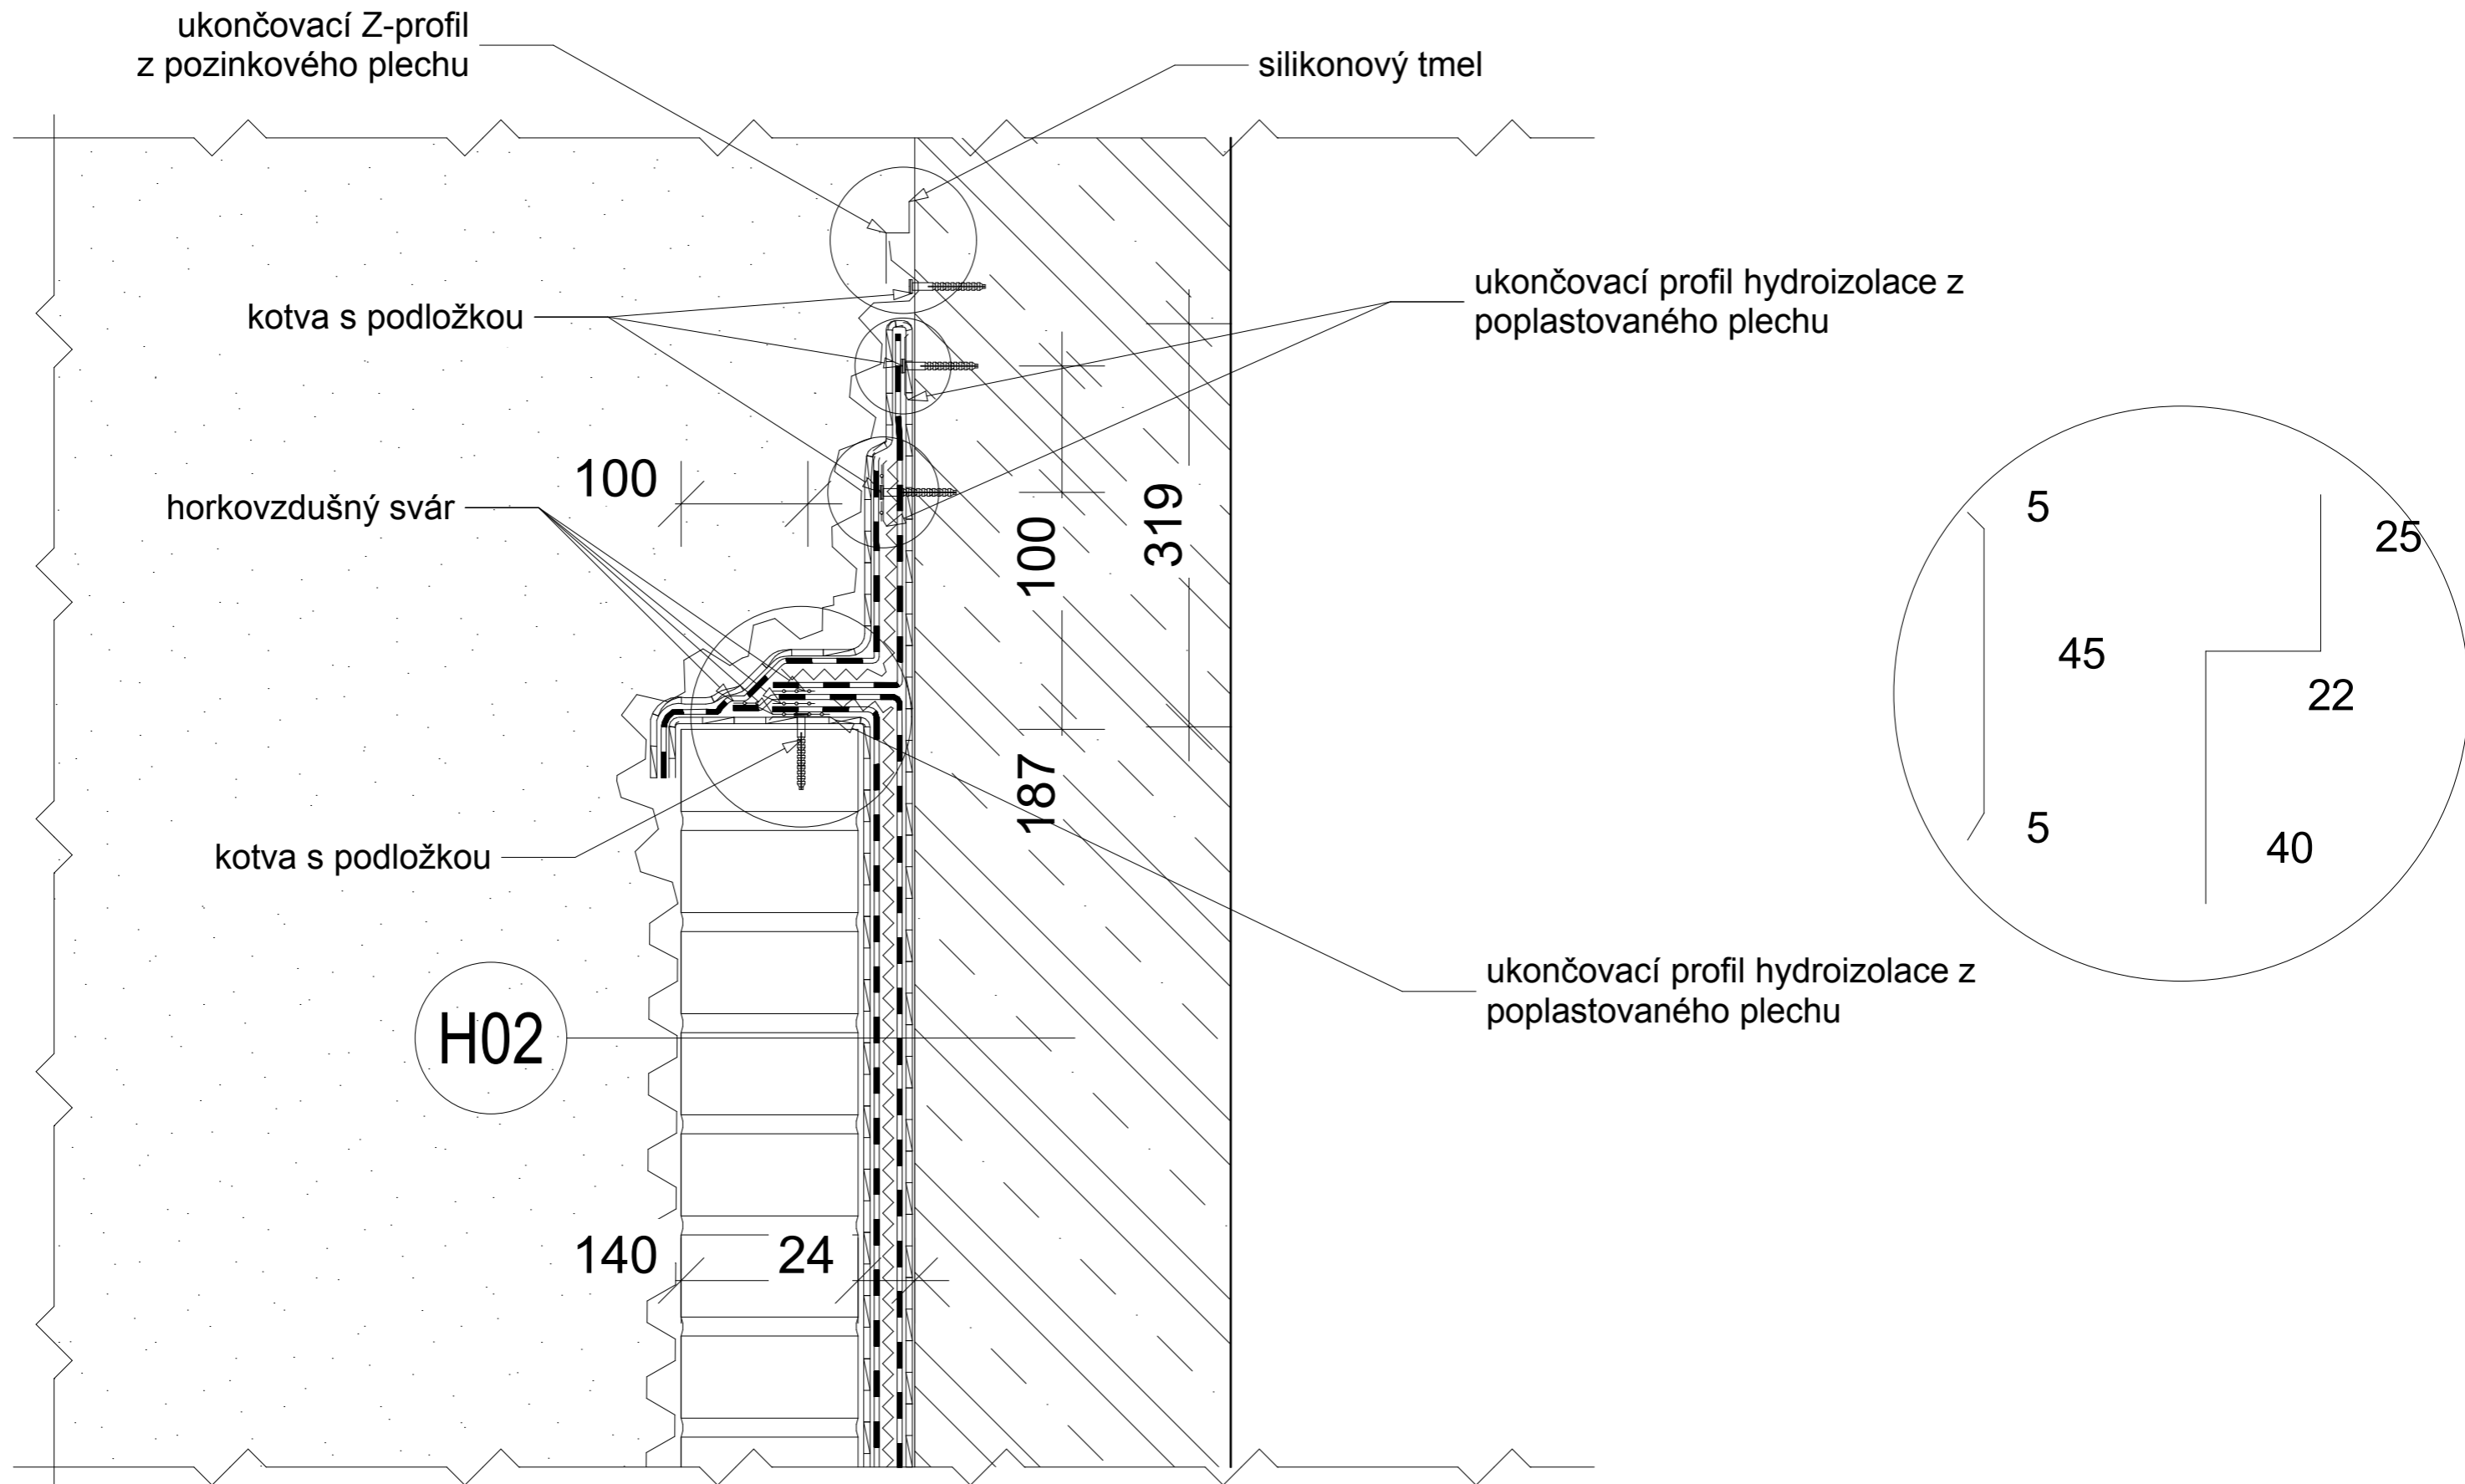 ukončovací Z-profil
z pozinkového plechu
silikonový tmel
ukončovací profil hydroizolace z
poplastovaného plechu
kotva s podložkou
100
horkovzdušný svár
319
100
5
25
45
22
187
5
40
kotva s podložkou
ukončovací profil hydroizolace z
poplastovaného plechu
H02
140
24